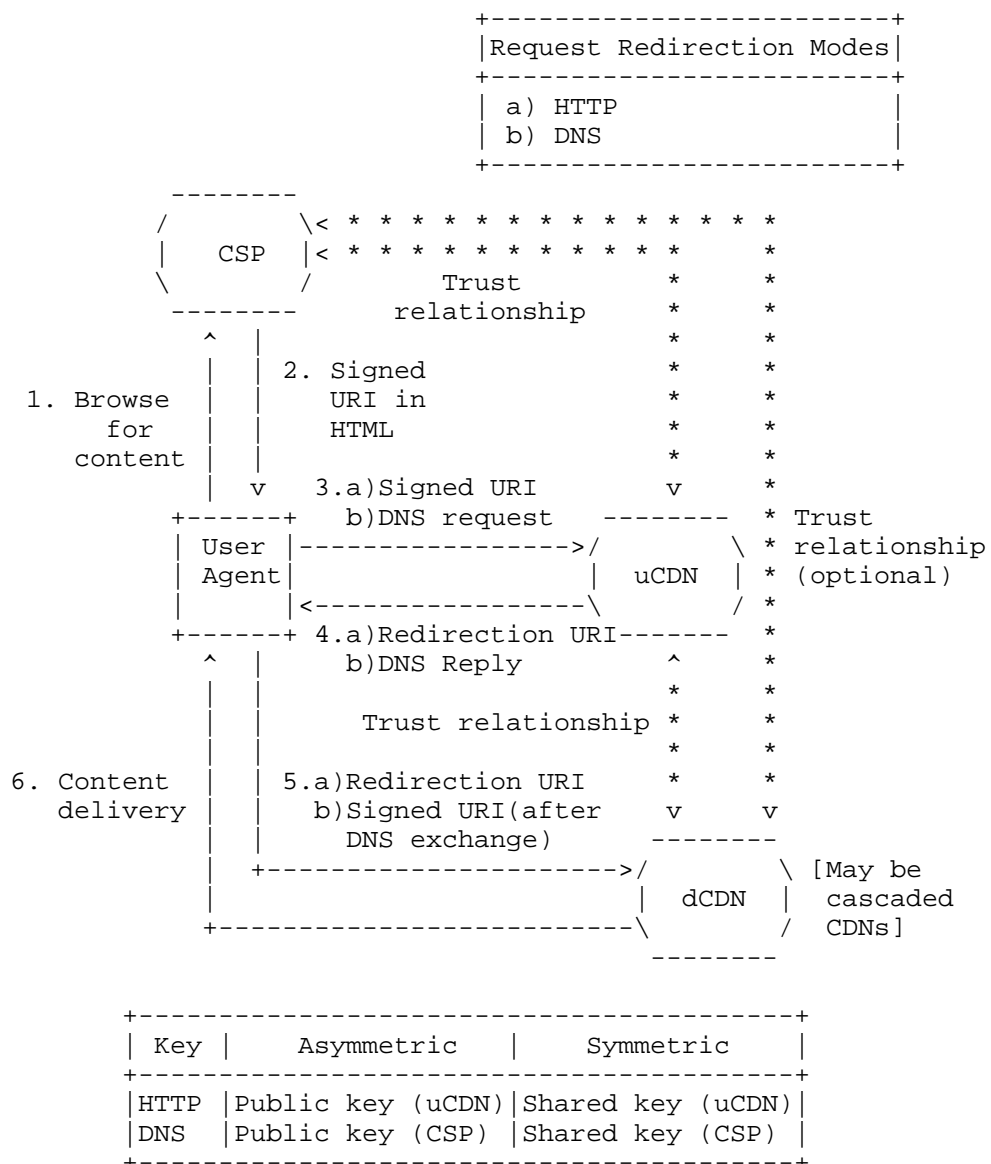 Request Redirection Modes
a) HTTP
b) DNS
CSP
Trust
relationship
1. Browse
for
content
2. Signed
URI in
HTML
3.a)Signed URI
b)DNS request
User
Agent
uCDN
Trust
relationship
(optional)
4.a)Redirection URI
b)DNS Reply
Trust relationship
6. Content
delivery
5.a)Redirection URI
b)Signed URI(after
DNS exchange)
dCDN
[May be
cascaded
CDNs]
Key Asymmetric Symmetric
HTTP Public key (uCDN) Shared key (uCDN)
DNS Public key (CSP) Shared key (CSP)